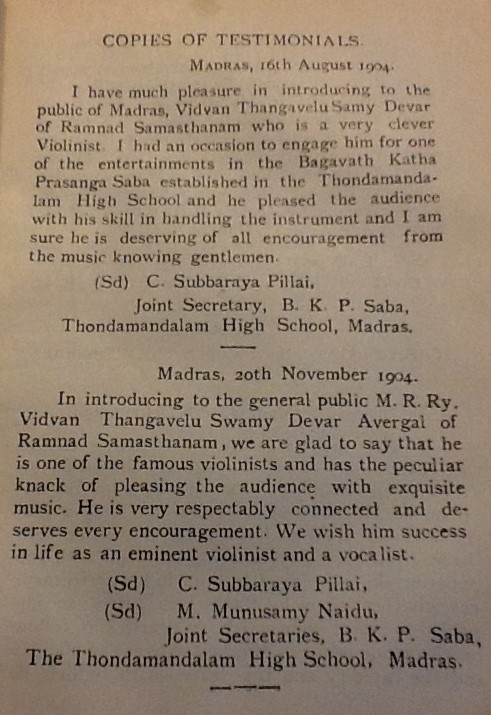 COPIES OF TESTIMONIALS.
MADRAS, 16th August 1904.
I have much pleasure in introducing to the
public of Madras, Vidvan Thangavelu Samy Devar
of Ramnad Samasthanam who is a very clever
Violinist. I had an occasion to engage him for one
of the entertainments in the Bagavath Katha
Prasanga Saba established in the Thondamanda-
lam High School and he pleased the audience
with his skill in handling the instrument and I am
sure he is deserving of all encouragement from
the music knowing gentlemen.
(Sd) C. Subbaraya Pillai,
Joint Secretary, B. K. P. Saba,
Thondamandalam High School, Madras.
Madras, 20th November 1904.
In introducing to the general public M. R. Ry.
Vidvan Thangavelu Swamy Devar Avergal of
Ramnad Samasthanam, we are glad to say that he
is one of the famous violinists and has the peculiar
knack of pleasing the audience with exquisite
music. He is very respectably connected and de-
serves every encouragement. We wish him success
in life as an eminent violinist and a vocalist.
(Sd) C. Subbaraya Pillai,
(Sd) M. Munusamy Naidu,
Joint Secretaries, B. K. P. Saba,
The Thondamandalam High School, Madras.